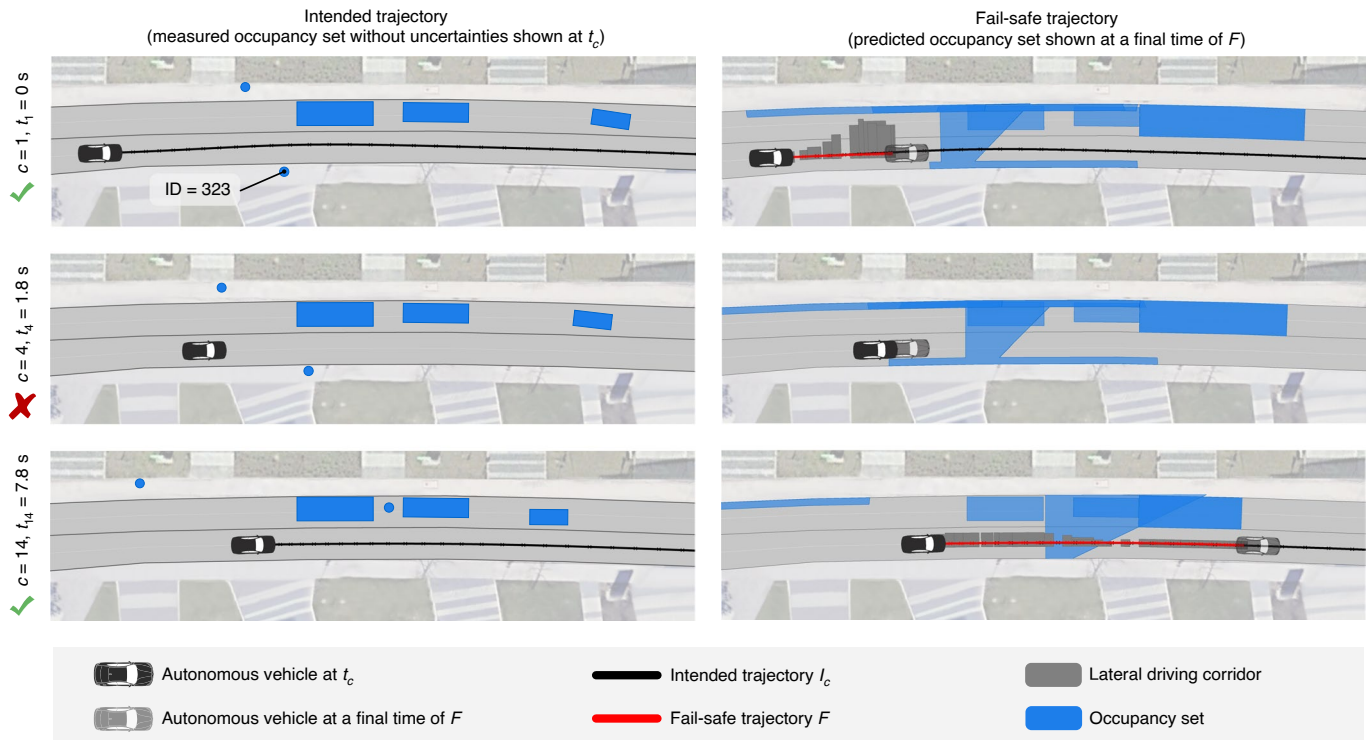 Intended trajectory
(measured occupancy set without uncertainties shown at t_c)
Fail-safe trajectory
(predicted occupancy set shown at a final time of F)
c = 1, t_1 = 0 s
ID = 323
c = 4, t_4 = 1.8 s
c = 14, t_14 = 7.8 s
Autonomous vehicle at t_c
Intended trajectory I_c
Lateral driving corridor
Autonomous vehicle at a final time of F
Fail-safe trajectory F
Occupancy set